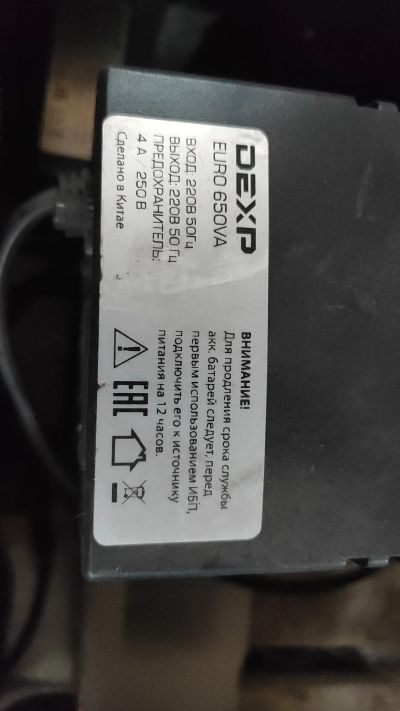 DEXP
EURO 650VA
ВХОД: 220В 50Гц
ВЫХОД: 220В 50 Гц
ПРЕДОХРАНИТЕЛЬ:
4 А / 250 В
Сделано в Китае
ВНИМАНИЕ!
Для продления срока службы
акк. батарей следует, перед
первым использованием ИБП,
подключить его к источнику
питания на 12 часов.
EAC